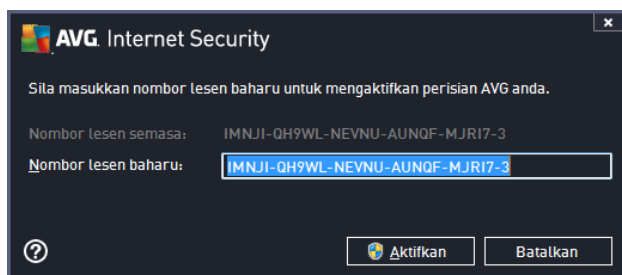 AVG. Internet Security
Sila masukkan nombor lesen baharu untuk mengaktifkan perisian AVG anda.
Nombor lesen semasa: IMNJI-QH9WL-NEVNU-AUNQF-MJRI7-3
Nombor lesen baharu: IMNJI-QH9WL-NEVNU-AUNQF-MJRI7-3
Aktifkan Batalkan